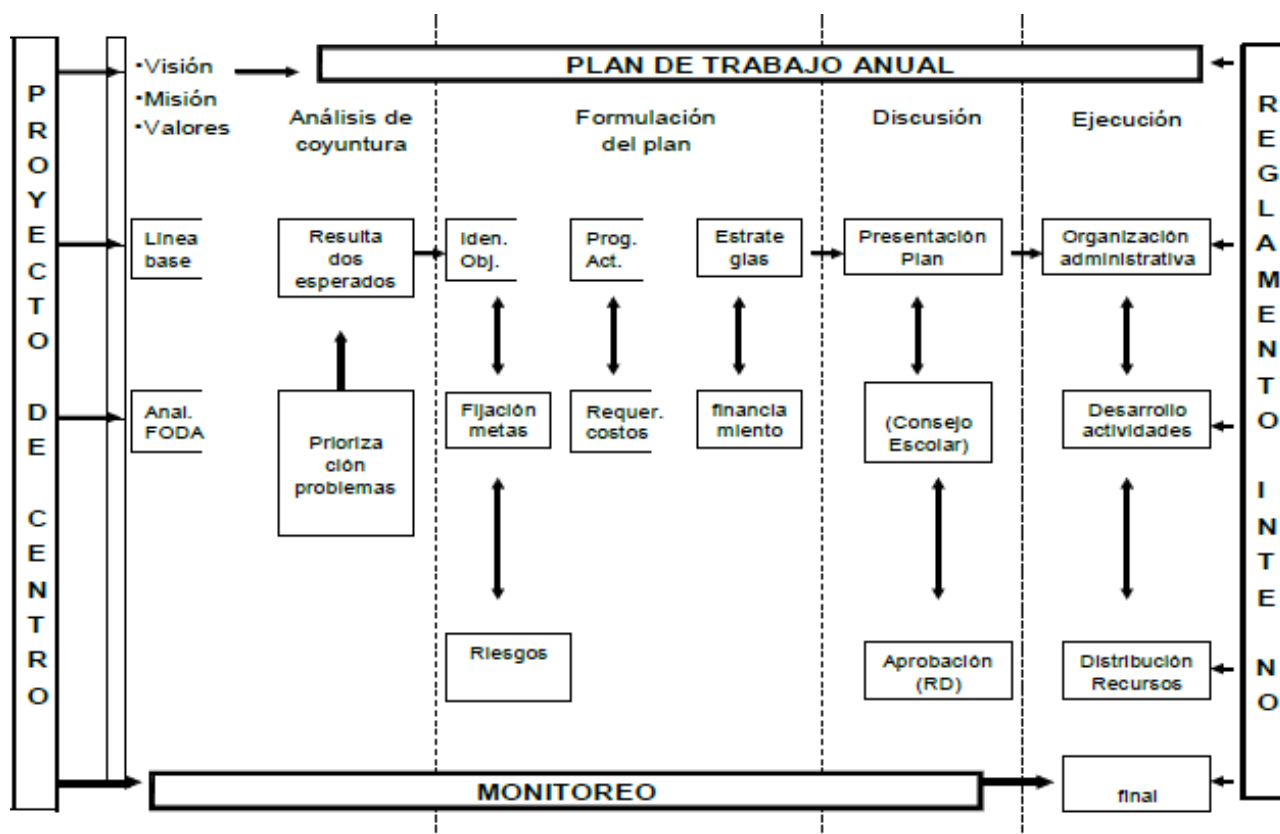 PROYECTO DE CENTRO
•Visión
•Misión
•Valores
PLAN DE TRABAJO ANUAL
Análisis de
coyuntura
Formulación
del plan
Discusión
Ejecución
Línea
base
Resulta
dos
esperados
Iden.
Obj.
Prog.
Act.
Estrate
gias
Presentación
Plan
Organización
administrativa
Anal.
FODA
Prioriza
ción
problemas
Fijación
metas
Requer.
costos
financia
miento
(Consejo
Escolar)
Desarrollo
actividades
Riesgos
Aprobación
(RD)
Distribución
Recursos
MONITOREO
final
REGLAMENTO INTE NO